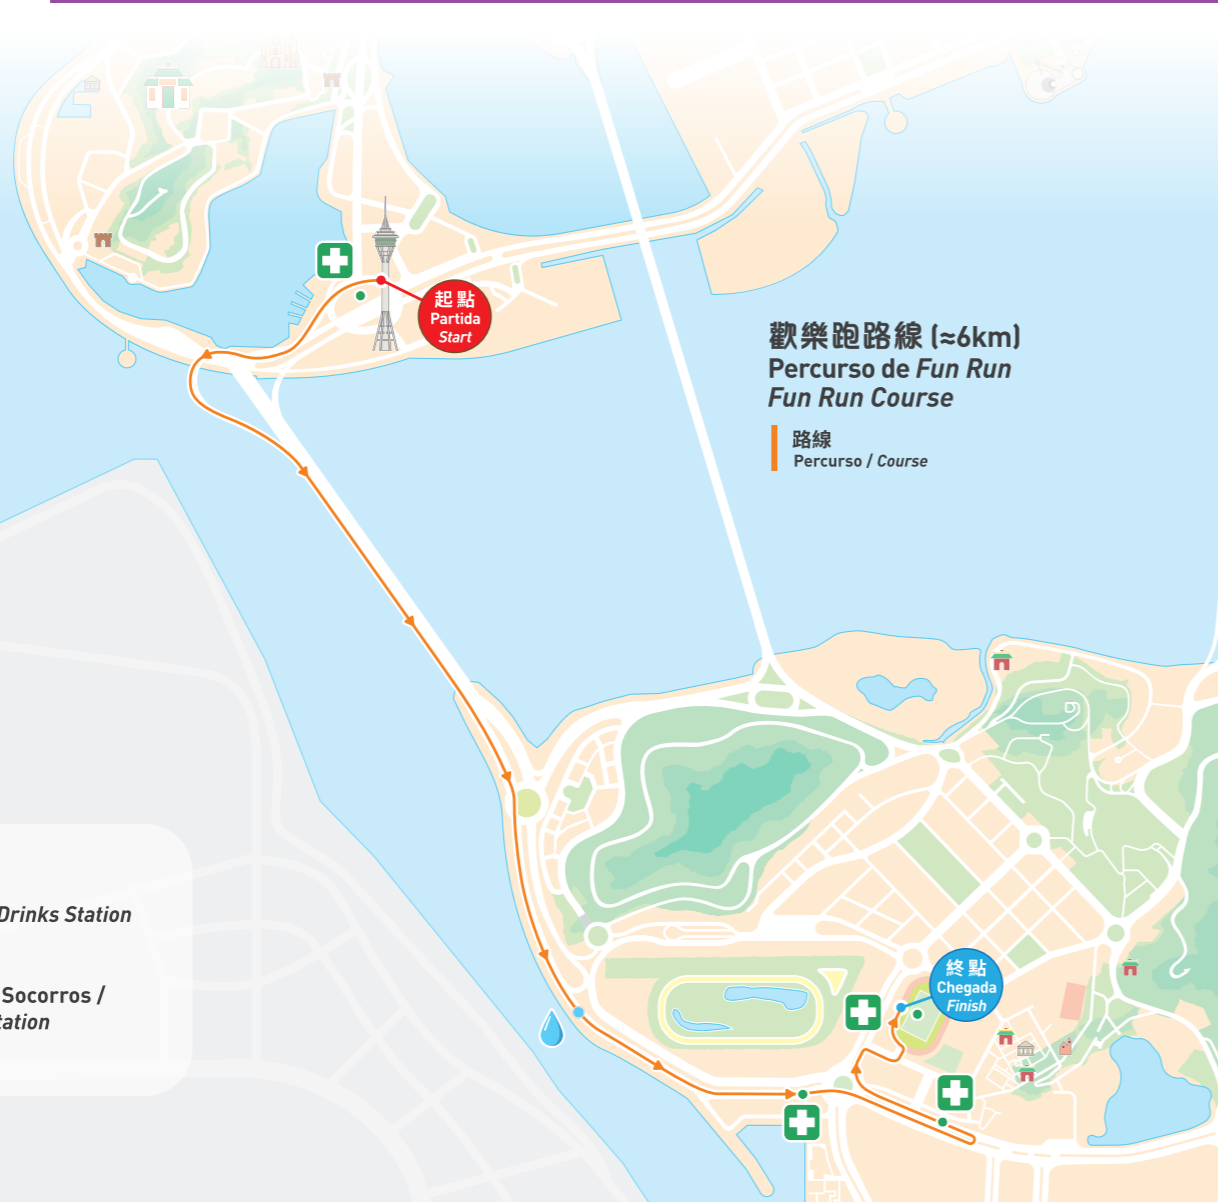 起點
Partida
Start
歡樂跑路線 (≈6km)
Percurso de Fun Run
Fun Run Course
路線
Percurso / Course
Drinks Station
Socorros /
tation
終點
Chegada
Finish